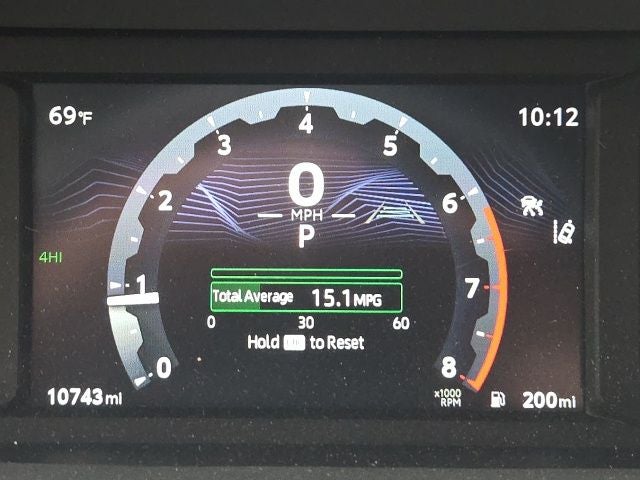 69°F
10:12
4
3
5
0
MPH
2
6
P
4HI
1
7
Total Average 15.1 MPG
0 30 60
Hold to Reset
0
8
x1000
RPM
10743 mi
200 mi